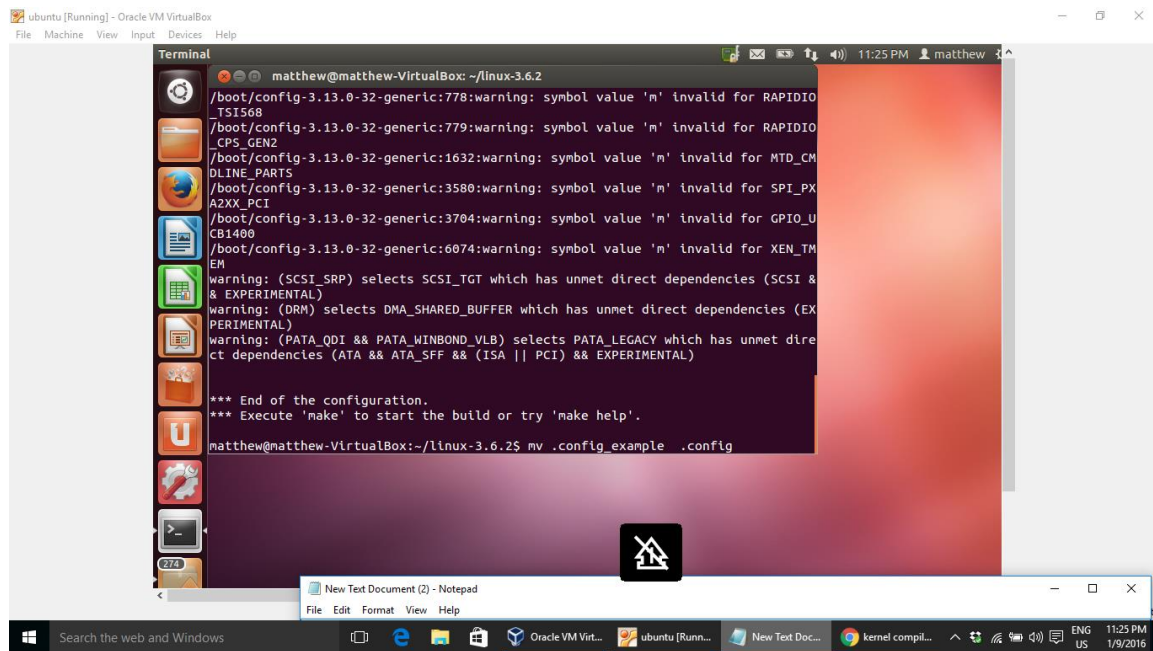 ubuntu [Running] - Oracle VM VirtualBox
File Machine View Input Devices Help
Terminal 11:25 PM matthew
matthew@matthew-VirtualBox: ~/linux-3.6.2
/boot/config-3.13.0-32-generic:778:warning: symbol value 'm' invalid for RAPIDIO
_TSI568
/boot/config-3.13.0-32-generic:779:warning: symbol value 'm' invalid for RAPIDIO
_CPS_GEN2
/boot/config-3.13.0-32-generic:1632:warning: symbol value 'm' invalid for MTD_CM
DLINE_PARTS
/boot/config-3.13.0-32-generic:3580:warning: symbol value 'm' invalid for SPI_PX
A2XX_PCI
/boot/config-3.13.0-32-generic:3704:warning: symbol value 'm' invalid for GPIO_U
CB1400
/boot/config-3.13.0-32-generic:6074:warning: symbol value 'm' invalid for XEN_TM
EM
warning: (SCSI_SRP) selects SCSI_TGT which has unmet direct dependencies (SCSI &
& EXPERIMENTAL)
warning: (DRM) selects DMA_SHARED_BUFFER which has unmet direct dependencies (EX
PERIMENTAL)
warning: (PATA_QDI && PATA_WINBOND_VLB) selects PATA_LEGACY which has unmet dire
ct dependencies (ATA && ATA_SFF && (ISA || PCI) && EXPERIMENTAL)
*** End of the configuration.
*** Execute 'make' to start the build or try 'make help'.
matthew@matthew-VirtualBox:~/linux-3.6.2$ mv .config_example  .config
274
New Text Document (2) - Notepad
File Edit Format View Help
Search the web and Windows
Oracle VM Virt... ubuntu [Runn... New Text Doc... kernel compil... ENG 11:25 PM
US 1/9/2016